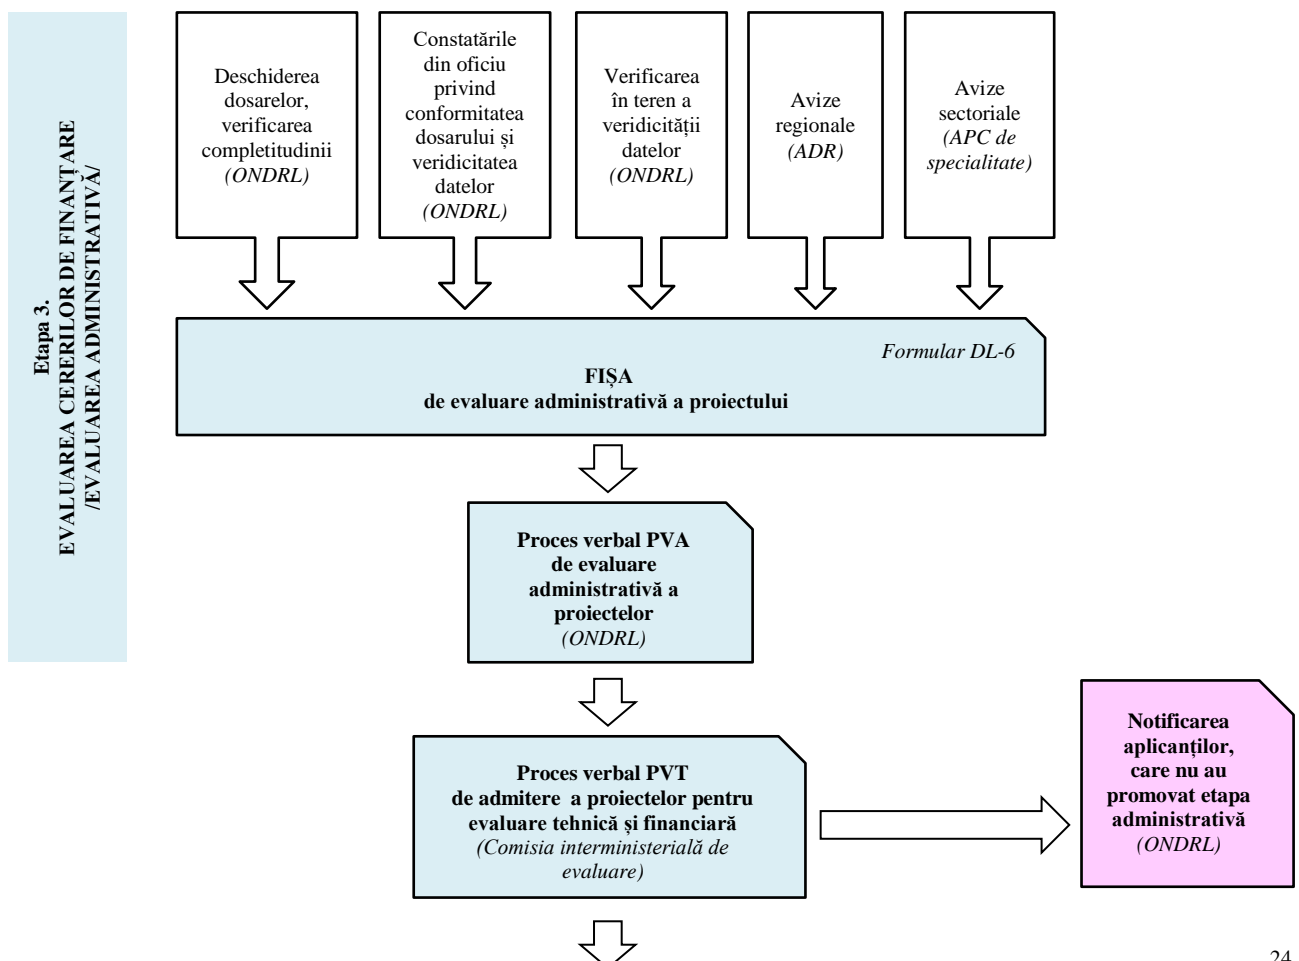 Etapa 3.
EVALUAREA CERERILOR DE FINANȚARE
/EVALUAREA ADMINISTRATIVĂ/
Deschiderea
dosarelor,
verificarea
completitudinii
(ONDRL)
Constatările
din oficiu
privind
conformitatea
dosarului și
veridicitatea
datelor
(ONDRL)
Verificarea
în teren a
veridicității
datelor
(ONDRL)
Avize
regionale
(ADR)
Avize
sectoriale
(APC de
specialitate)
Formular DL-6
FIȘA
de evaluare administrativă a proiectului
Proces verbal PVA
de evaluare
administrativă a
proiectelor
(ONDRL)
Proces verbal PVT
de admitere  a proiectelor pentru
evaluare tehnică și financiară
(Comisia interministerială de
evaluare)
Notificarea
aplicanților,
care nu au
promovat etapa
administrativă
(ONDRL)
24